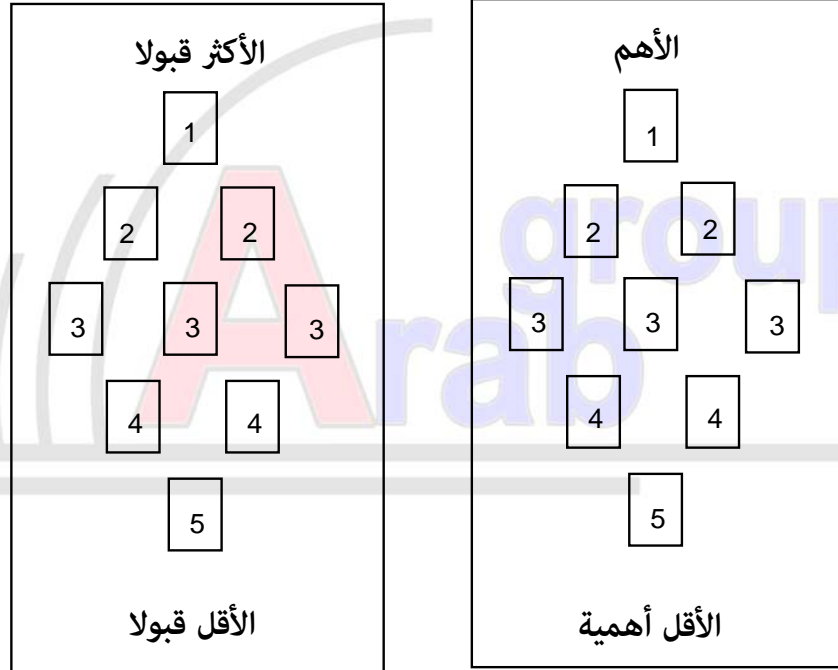 الأهم
1
2 2
3 3 3
4 4
5
الأقل أهمية
الأكثر قبولا
1
2 2
3 3 3
4 4
5
الأقل قبولا
Arab
group